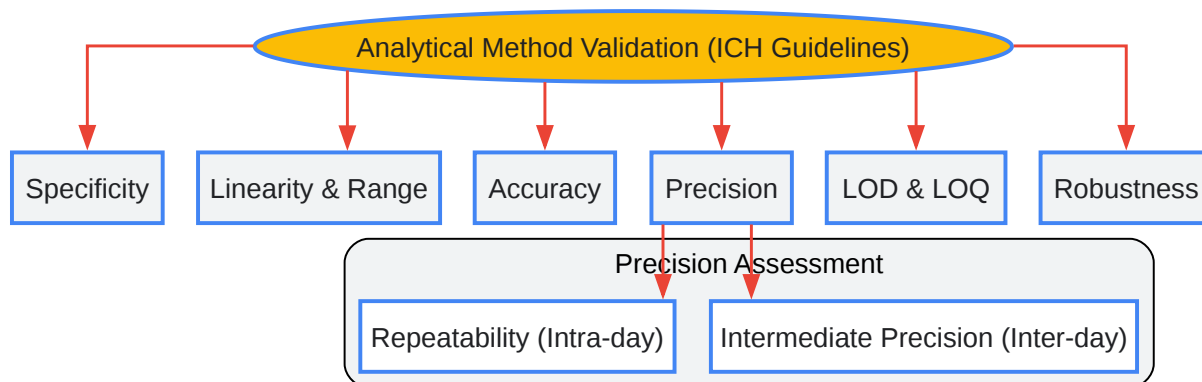 Analytical Method Validation (ICH Guidelines)
Specificity
Linearity & Range
Accuracy
Precision
LOD & LOQ
Robustness
Precision Assessment
Repeatability (Intra-day)
Intermediate Precision (Inter-day)